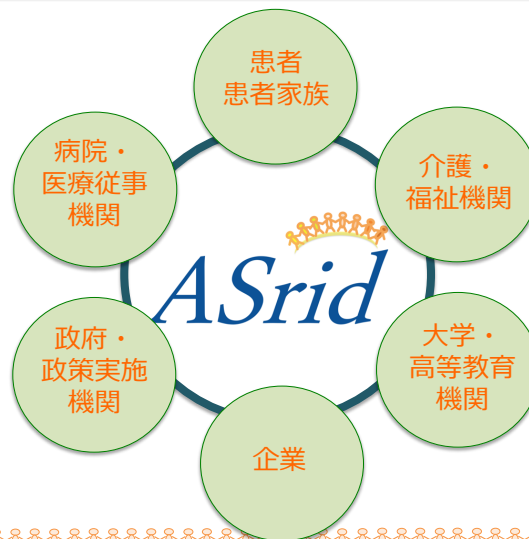 患者
患者家族
介護・
福祉機関
大学・
高等教育
機関
企業
政府・
政策実施
機関
病院・
医療従事
機関
ASrid